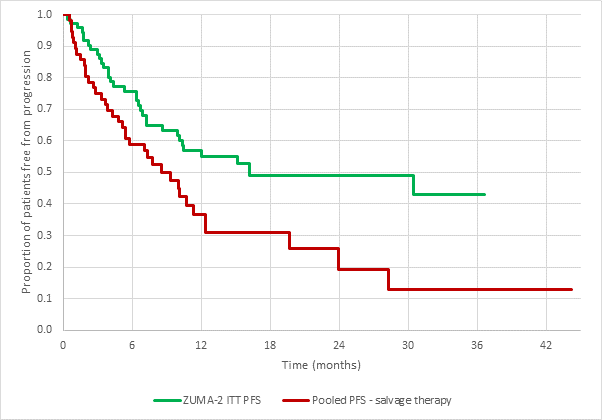 Proportion of patients free from progression
1.0
0.9
0.8
0.7
0.6
0.5
0.4
0.3
0.2
0.1
0.0
0 6 12 18 24 30 36 42
Time (months)
ZUMA-2 ITT PFS Pooled PFS - salvage therapy